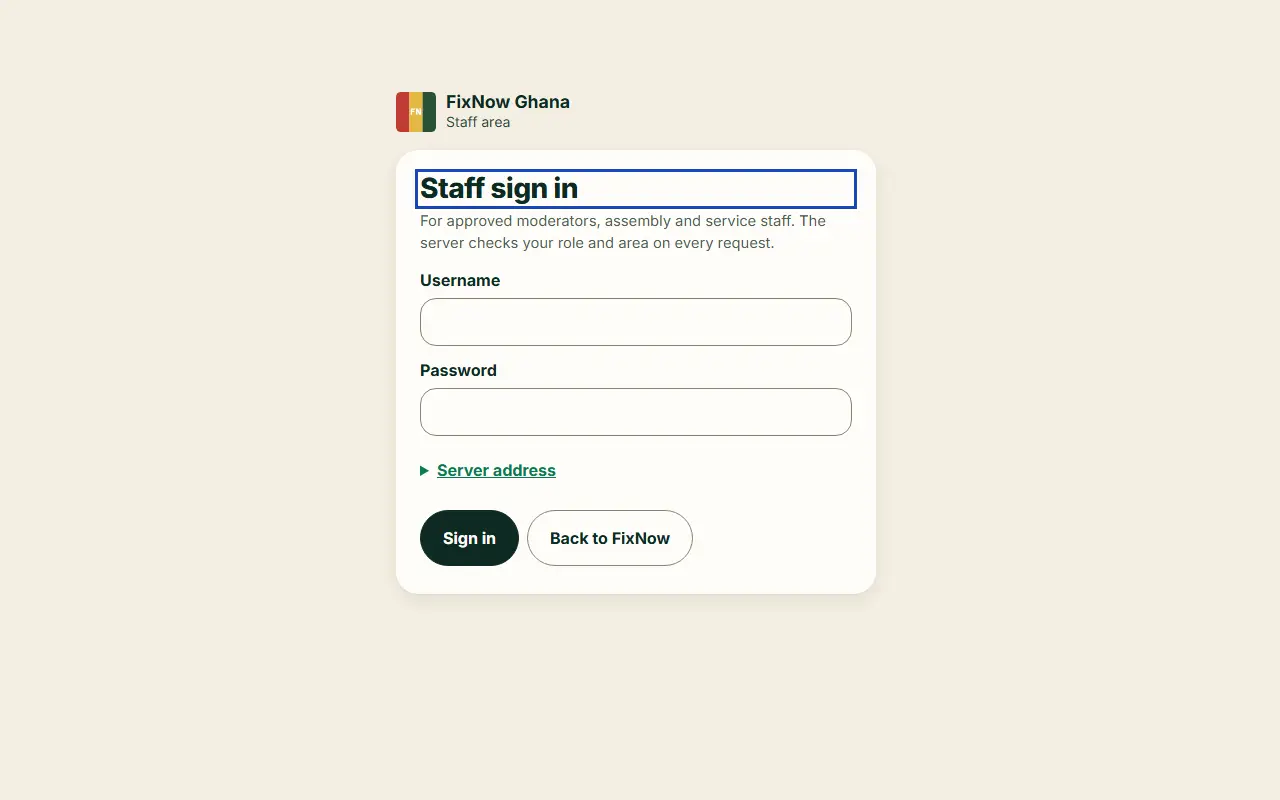 FN
FixNow Ghana
Staff area
Staff sign in
For approved moderators, assembly and service staff. The
server checks your role and area on every request.
Username
Password
Server address
Sign in
Back to FixNow